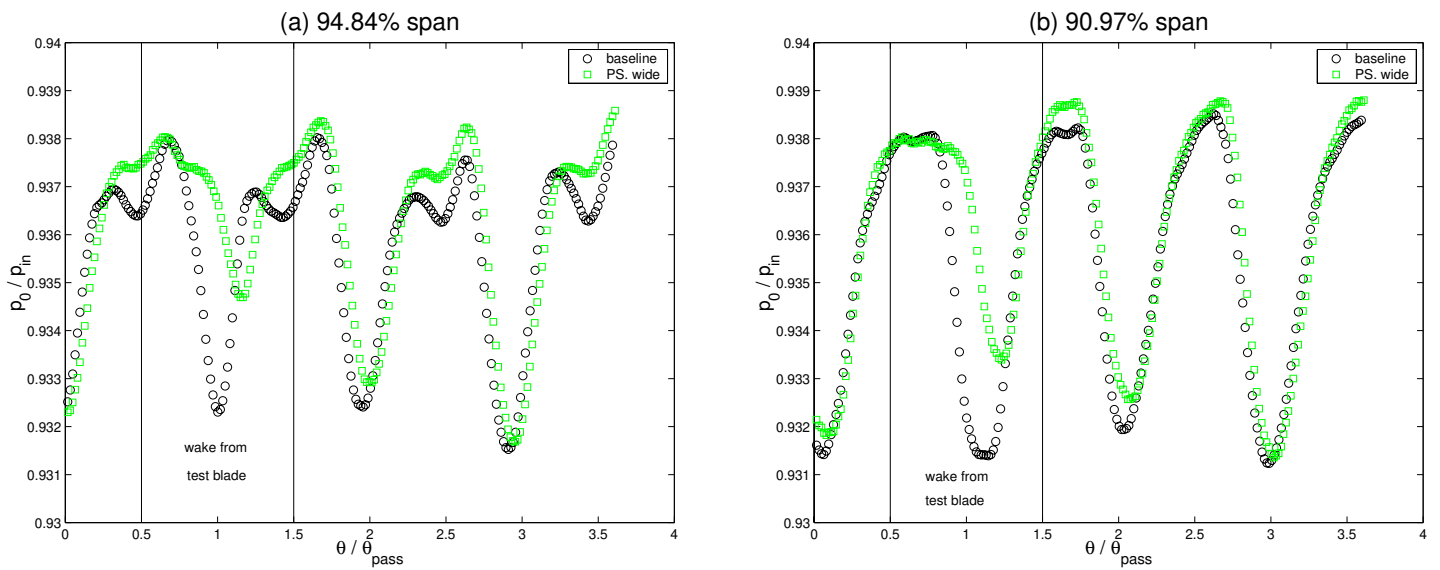 (a) 94.84% span
0.94
0.939
0.938
0.937
0.936
0.935
0.934
0.933
0.932
0.931
0.93
p0 / pin
baseline
PS. wide
wake from
test blade
0 0.5 1 1.5 2 2.5 3 3.5 4
θ / θpass
(b) 90.97% span
0.94
0.939
0.938
0.937
0.936
0.935
0.934
0.933
0.932
0.931
0.93
p0 / pin
baseline
PS. wide
wake from
test blade
0 0.5 1 1.5 2 2.5 3 3.5 4
θ / θpass